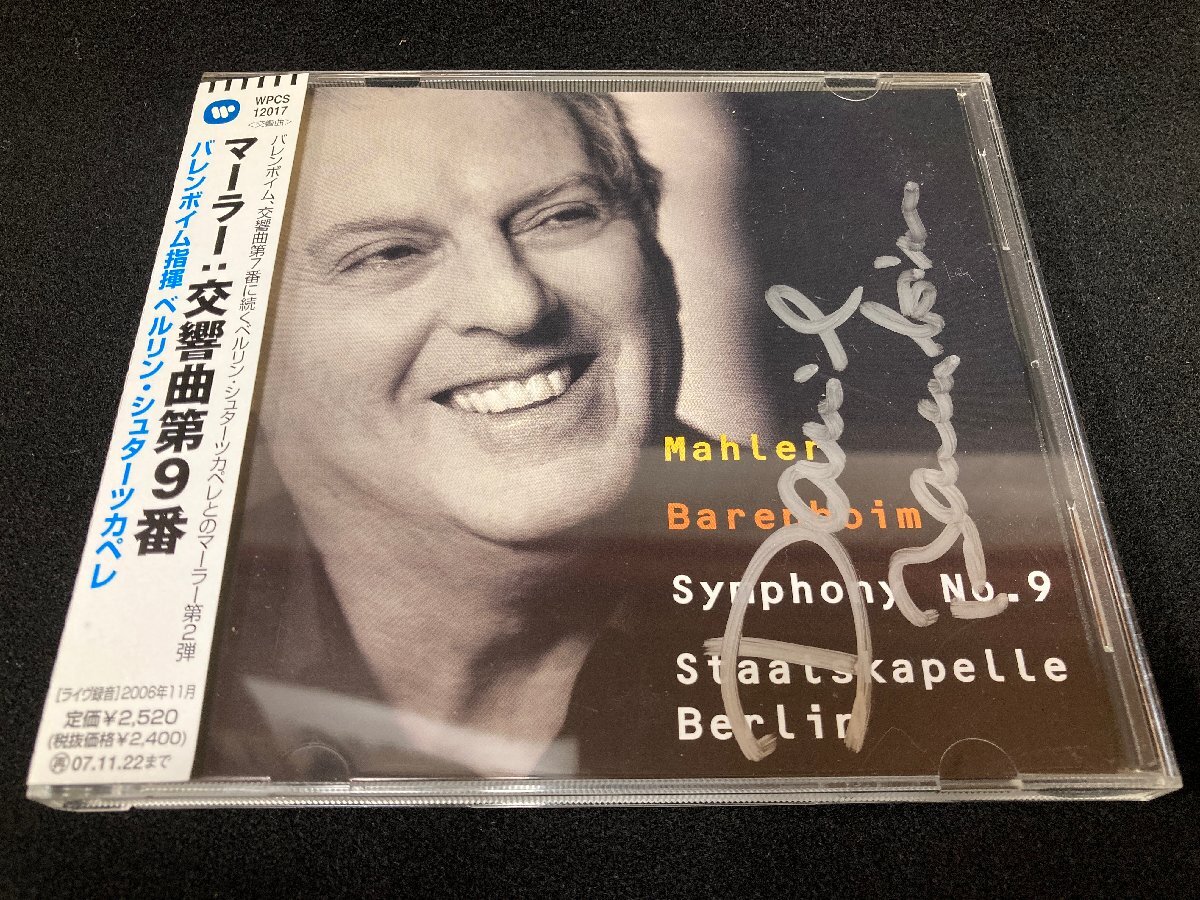 WPCS
12017
<交響曲>
バレンボイム、交響曲第7番に続くベルリン・シュターツカペレとのマーラー第2弾
マーラー:交響曲第9番
バレンボイム指揮 ベルリン・シュターツカペレ
[ライヴ録音]2006年11月
定価¥2,520
(税抜価格¥2,400)
再 07.11.22まで
Mahler
Barenboim
Symphony No.9
Staatskapelle
Berlin